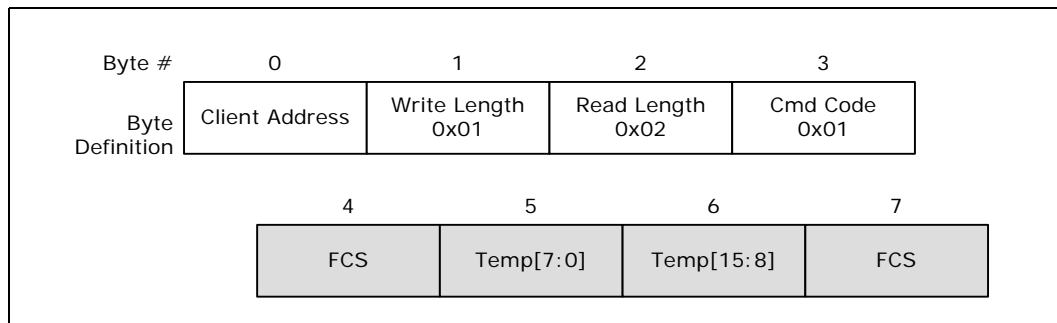 Byte # 0 1 2 3
Client Address Write Length Read Length Cmd Code
Byte 0x01 0x02 0x01
Definition
4 5 6 7
FCS Temp[7:0] Temp[15:8] FCS